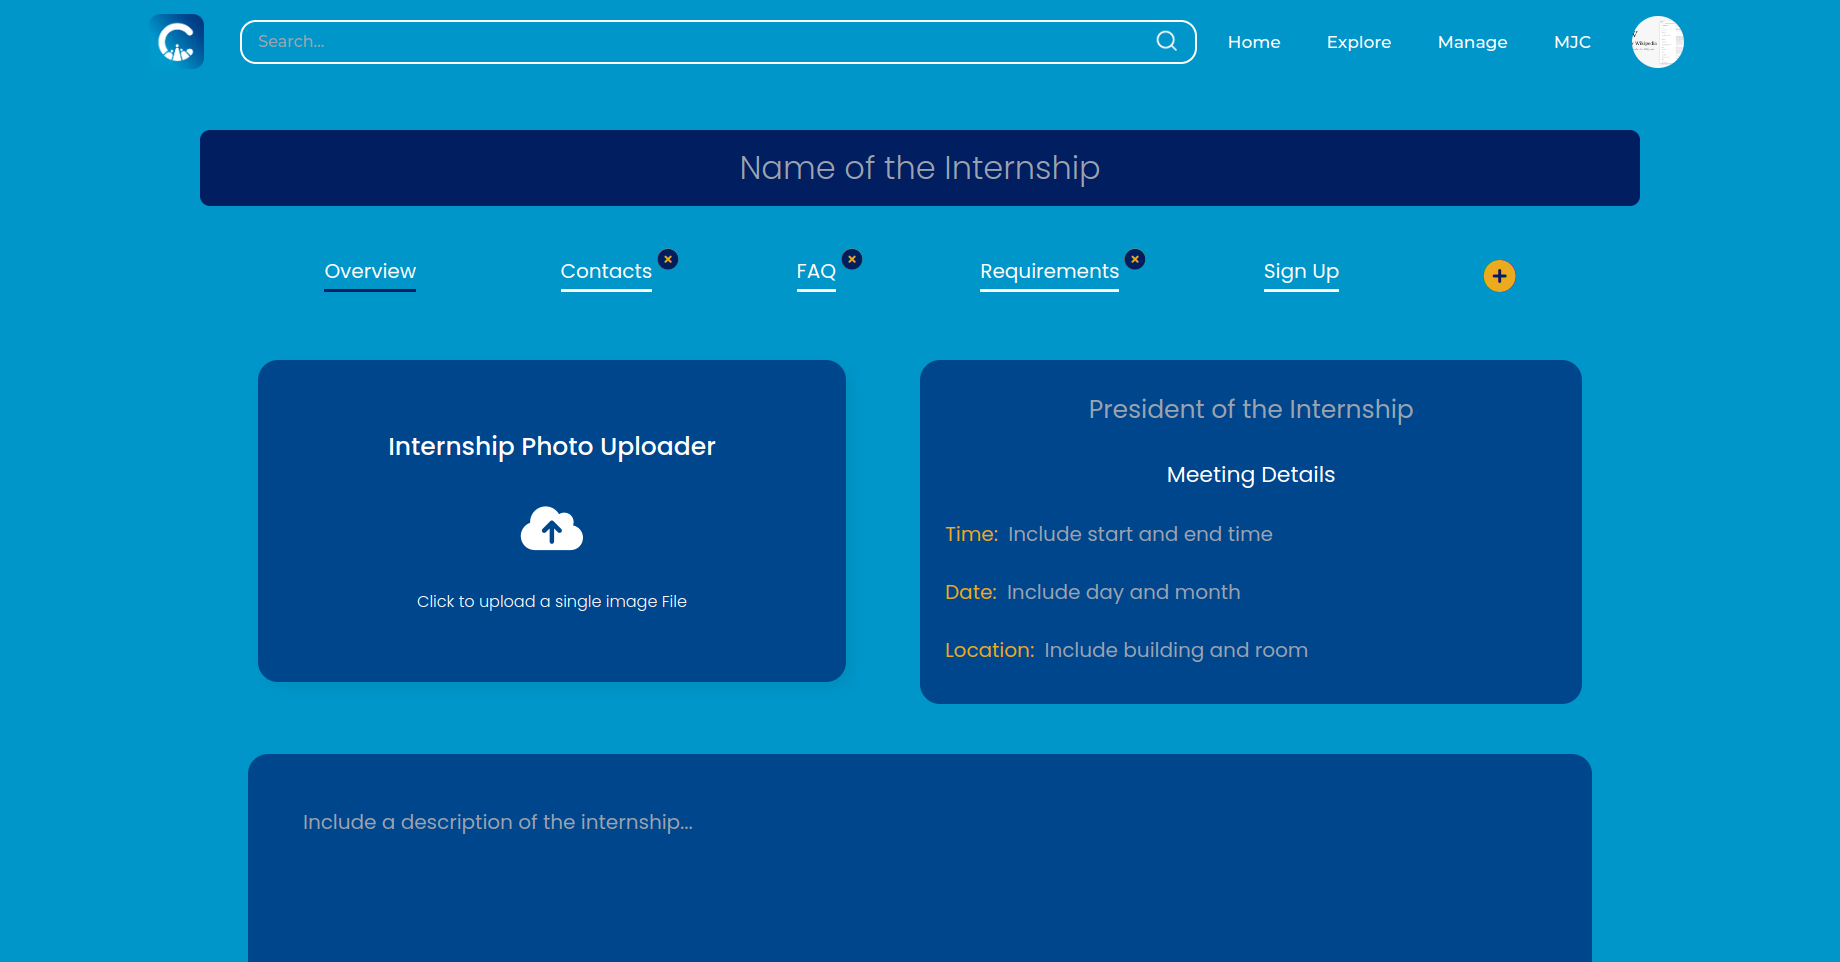 Search...
Home
Explore
Manage
MJC
Name of the Internship
Overview
Contacts
FAQ
Requirements
Sign Up
Internship Photo Uploader
Click to upload a single image File
President of the Internship
Meeting Details
Time: Include start and end time
Date: Include day and month
Location: Include building and room
Include a description of the internship...